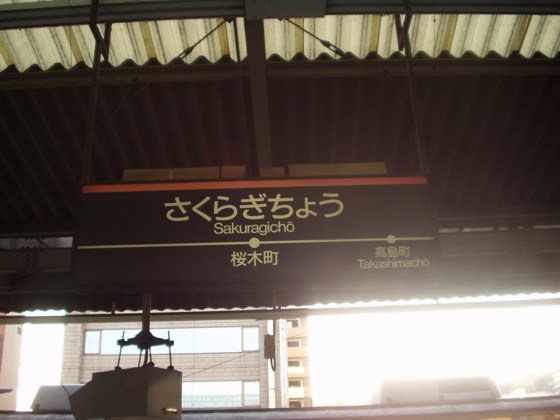 さくらぎちょう
Sakuragichō
桜木町
高島町
Takashimachō